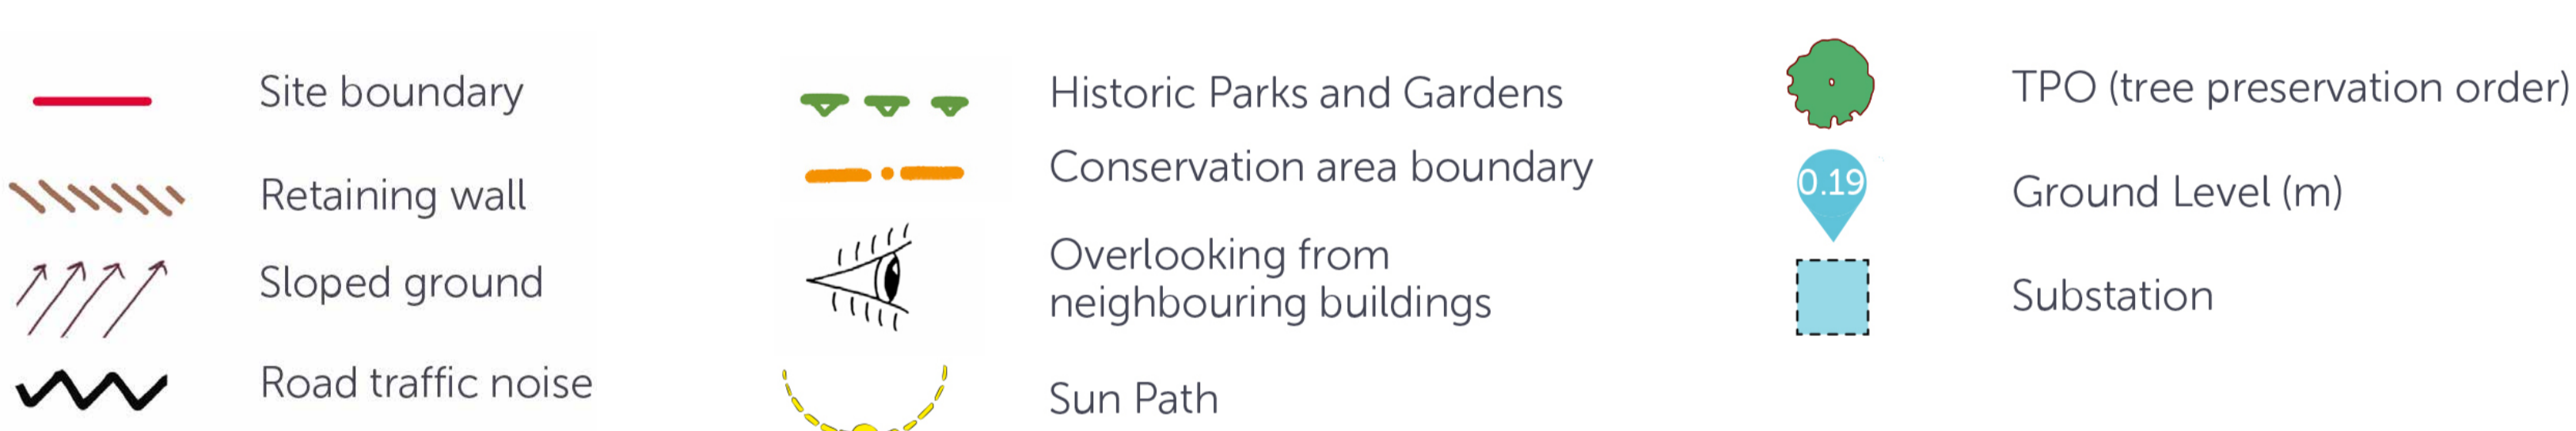 Site boundary
Retaining wall
Sloped ground
Road traffic noise
Historic Parks and Gardens
Conservation area boundary
Overlooking from
neighbouring buildings
Sun Path
TPO (tree preservation order)
0.19
Ground Level (m)
Substation